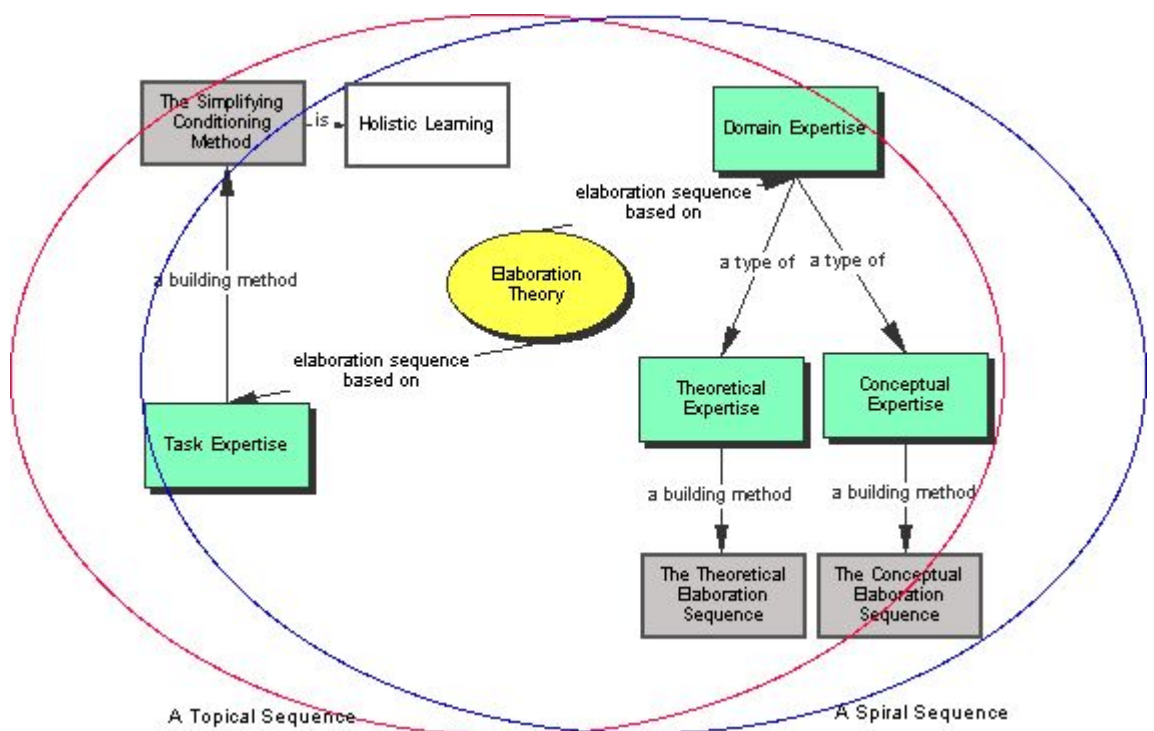 The Simplifying
Conditioning
Method
is
Holistic Learning
Domain Expertise
elaboration sequence
based on
a type of
a type of
Elaboration
Theory
a building method
elaboration sequence
based on
Task Expertise
Theoretical
Expertise
Conceptual
Expertise
a building method
a building method
The Theoretical
Elaboration
Sequence
The Conceptual
Elaboration
Sequence
A Topical Sequence
A Spiral Sequence